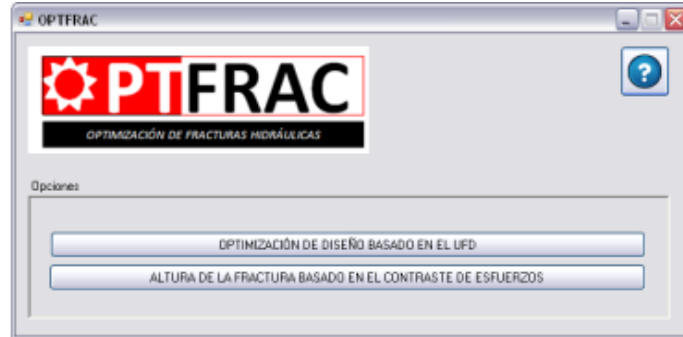 OPTFRAC
PTFRAC
OPTIMIZACIÓN DE FRACTURAS HIDRÁULICAS
?
Opciones
OPTIMIZACIÓN DE DISEÑO BASADO EN EL UFD
ALTURA DE LA FRACTURA BASADO EN EL CONTRASTE DE ESFUERZOS